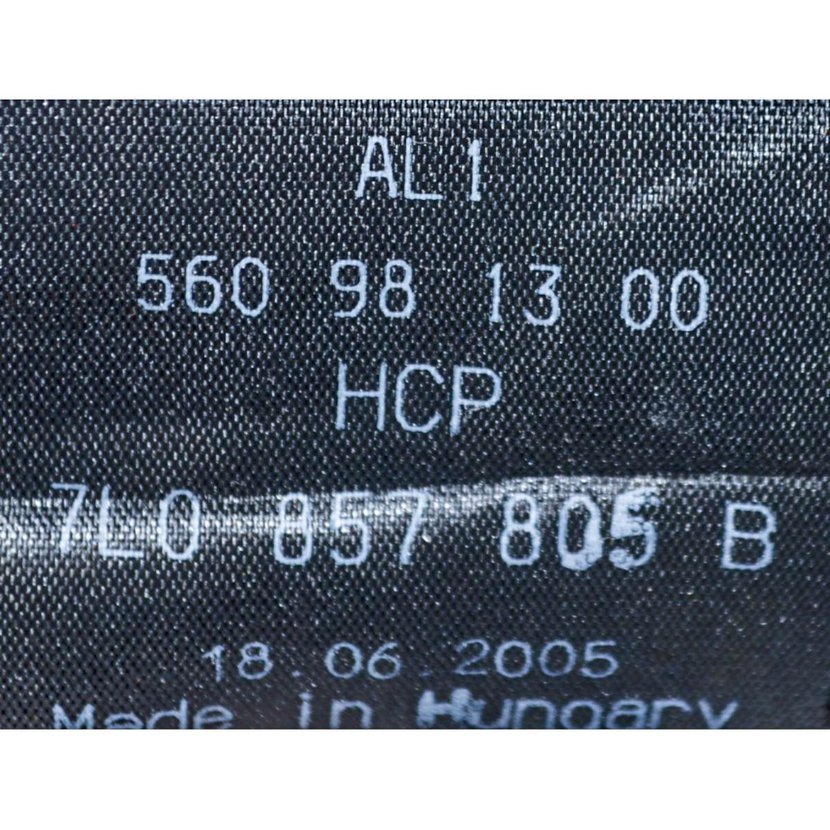 AL1
560 98 13 00
HCP
7L0 857 805 B
18.06.2005
Made in Hungary